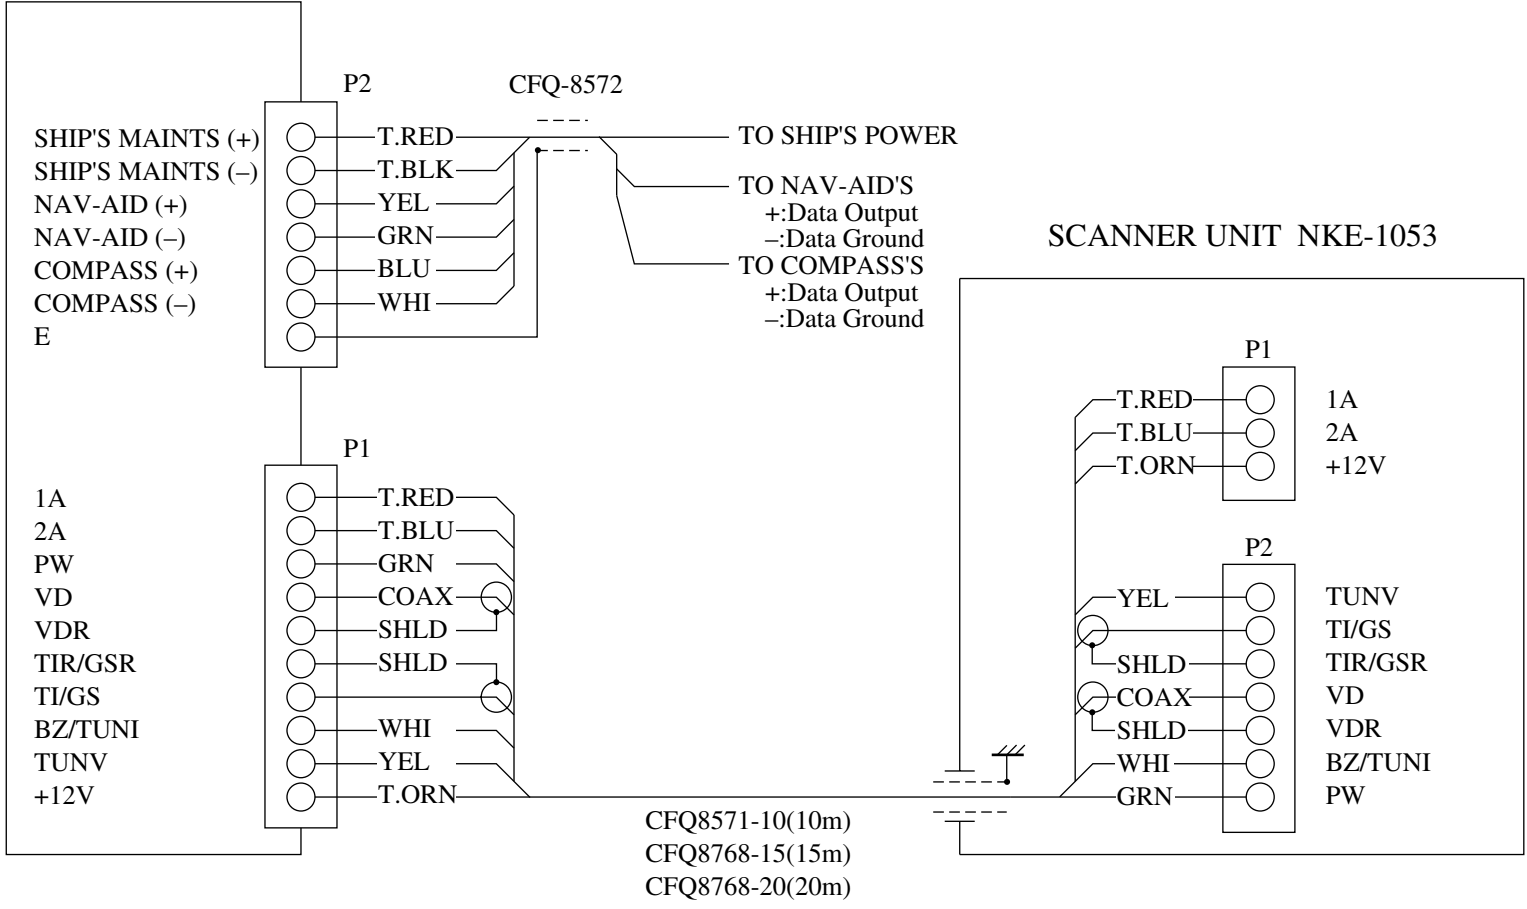 P2
CFQ-8572
SHIP'S MAINTS (+)
T.RED
TO SHIP'S POWER
SHIP'S MAINTS (–)
T.BLK
NAV-AID (+)
YEL
TO NAV-AID'S
+:Data Output
–:Data Ground
NAV-AID (–)
GRN
COMPASS (+)
BLU
TO COMPASS'S
+:Data Output
–:Data Ground
COMPASS (–)
WHI
E
P1
1A
T.RED
2A
T.BLU
PW
GRN
VD
COAX
VDR
SHLD
TIR/GSR
SHLD
TI/GS
BZ/TUNI
WHI
TUNV
YEL
+12V
T.ORN
CFQ8571-10(10m)
CFQ8768-15(15m)
CFQ8768-20(20m)
SCANNER UNIT NKE-1053
P1
T.RED
1A
T.BLU
2A
T.ORN
+12V
P2
YEL
TUNV
TI/GS
SHLD
TIR/GSR
COAX
VD
SHLD
VDR
WHI
BZ/TUNI
GRN
PW